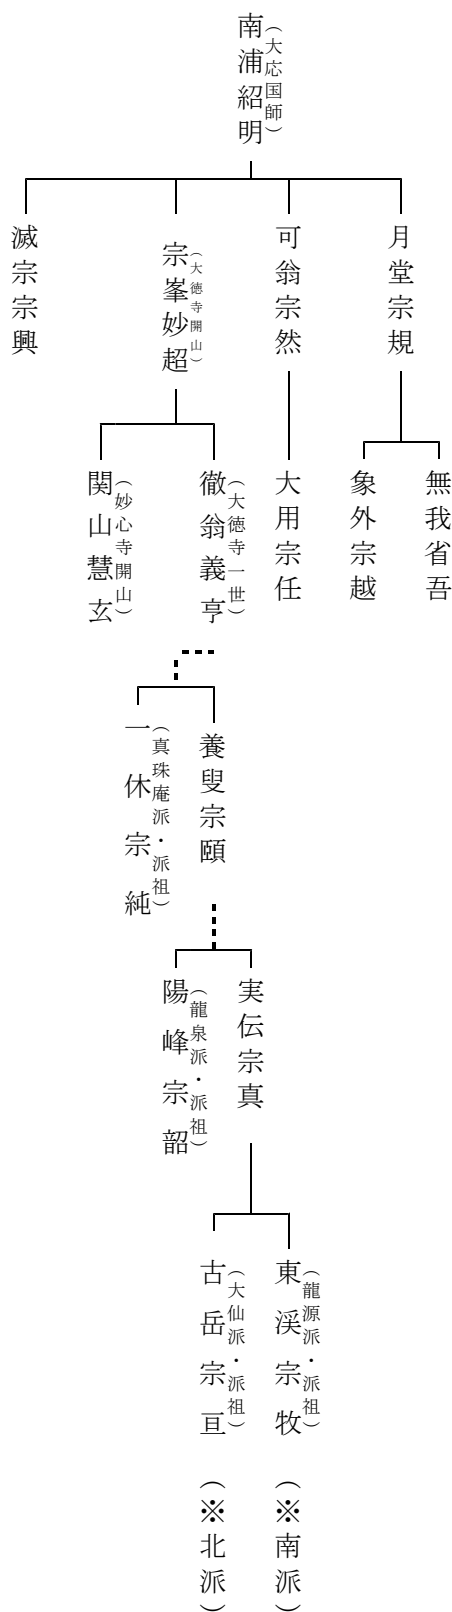 南浦紹明
(大応国師)
月堂宗規
可翁宗然
宗峯妙超
(大徳寺開山)
滅宗宗興
無我省吾
象外宗越
大用宗任
徹翁義亨
(大徳寺一世)
関山慧玄
(妙心寺開山)
養叟宗頤
一休宗純
(真珠庵派・派祖)
実伝宗真
陽峰宗韶
(龍泉派・派祖)
東渓宗牧
(龍源派・派祖)
(※南派)
古岳宗亘
(大仙派・派祖)
(※北派)